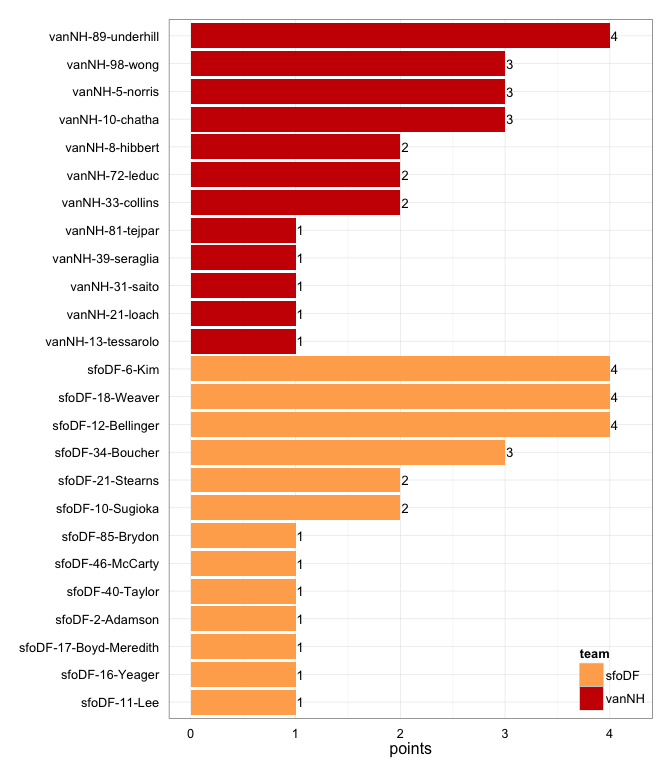 vanNH-89-underhill 4
vanNH-98-wong 3
vanNH-5-norris 3
vanNH-10-chatha 3
vanNH-8-hibbert 2
vanNH-72-leduc 2
vanNH-33-collins 2
vanNH-81-tejpar 1
vanNH-39-seraglia 1
vanNH-31-saito 1
vanNH-21-loach 1
vanNH-13-tessarolo 1
sfoDF-6-Kim 4
sfoDF-18-Weaver 4
sfoDF-12-Bellinger 4
sfoDF-34-Boucher 3
sfoDF-21-Stearns 2
sfoDF-10-Sugioka 2
sfoDF-85-Brydon 1
sfoDF-46-McCarty 1
sfoDF-40-Taylor 1
sfoDF-2-Adamson 1
sfoDF-17-Boyd-Meredith 1
sfoDF-16-Yeager 1
sfoDF-11-Lee 1
team
sfoDF
vanNH
0 1 2 3 4
points